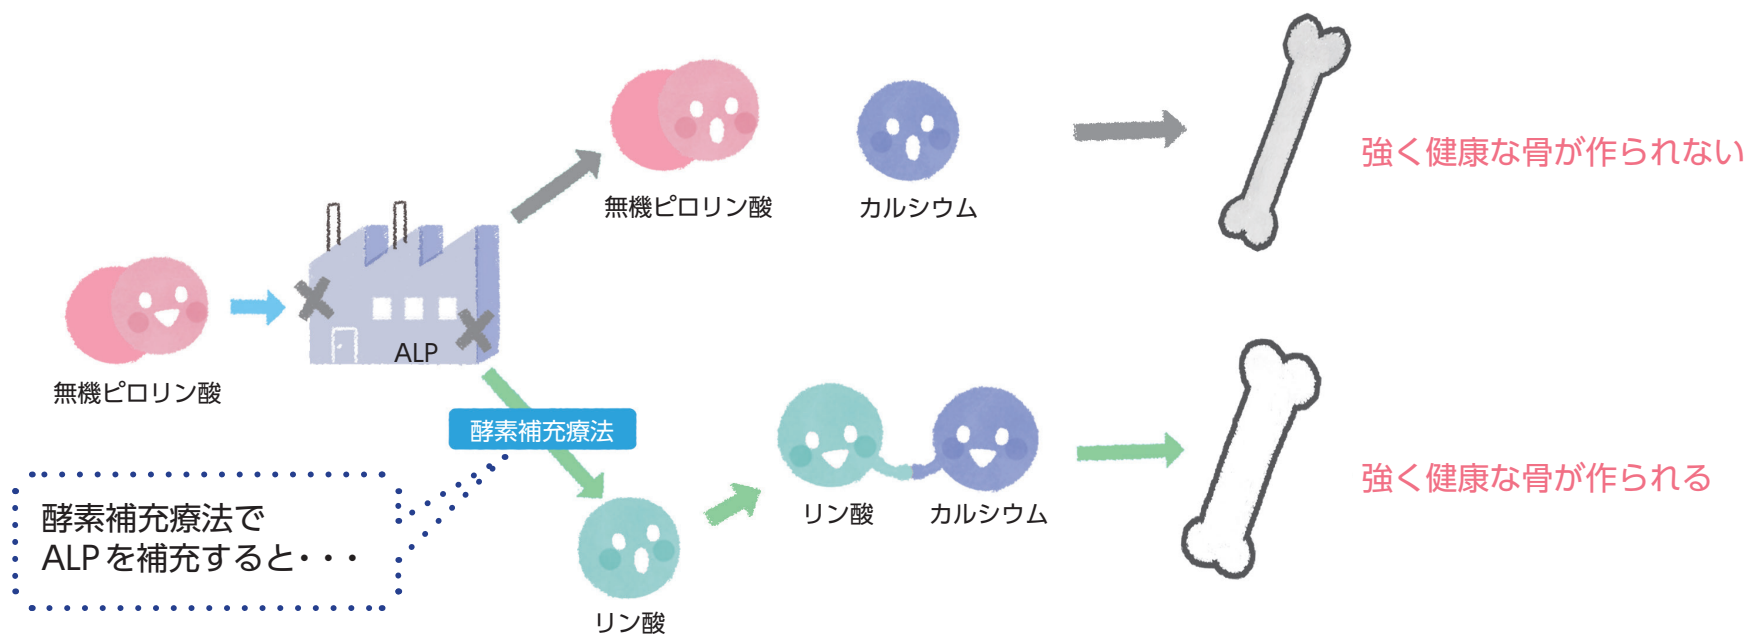 無機ピロリン酸
カルシウム
強く健康な骨が作られない
無機ピロリン酸
ALP
酵素補充療法
酵素補充療法で
ALPを補充すると・・・
リン酸
リン酸
カルシウム
強く健康な骨が作られる